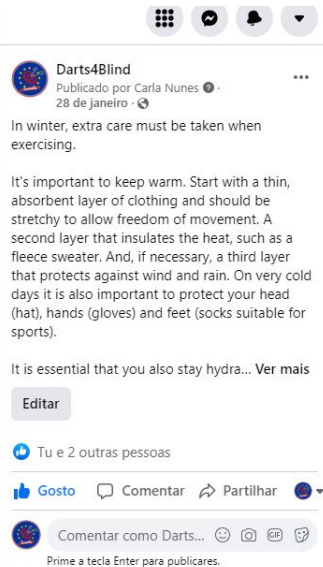 Darts4Blind
Publicado por Carla Nunes
28 de janeiro
In winter, extra care must be taken when
exercising.
It's important to keep warm. Start with a thin,
absorbent layer of clothing and should be
stretchy to allow freedom of movement. A
second layer that insulates the heat, such as a
fleece sweater. And, if necessary, a third layer
that protects against wind and rain. On very cold
days it is also important to protect your head
(hat), hands (gloves) and feet (socks suitable for
sports).
It is essential that you also stay hydra... Ver mais
Editar
Tu e 2 outras pessoas
Gosto Comentar Partilhar
Comentar como Darts... GIF
Prime a tecla Enter para publicares.